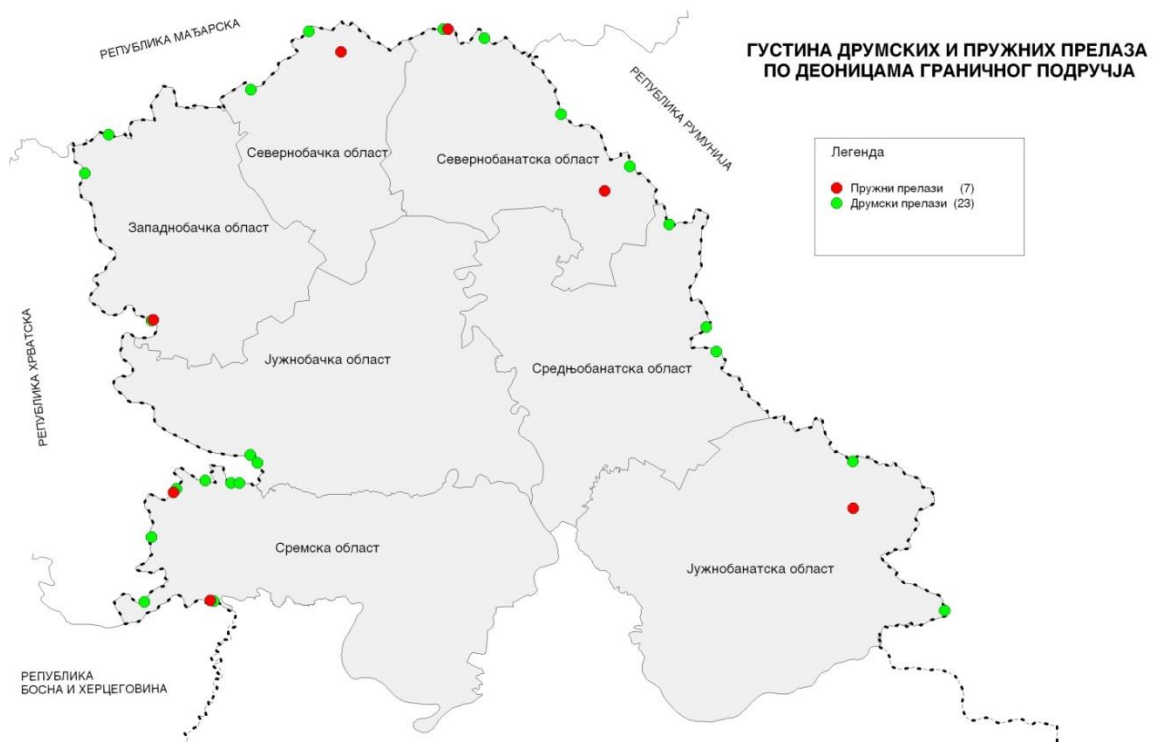 РЕПУБЛИКА МАЂАРСКА
ГУСТИНА ДРУМСКИХ И ПРУЖНИХ ПРЕЛАЗА
ПО ДЕОНИЦАМА ГРАНИЧНОГ ПОДРУЧЈА
РЕПУБЛИКА РУМУНИЈА
Легенда
Пружни прелази (7)
Друмски прелази (23)
Севернобачка област
Севернобанатска област
Западнобачка област
РЕПУБЛИКА ХРВАТСКА
Јужнобачка област
Средњобанатска област
Сремска област
Јужнобанатска област
РЕПУБЛИКА
БОСНА И ХЕРЦЕГОВИНА